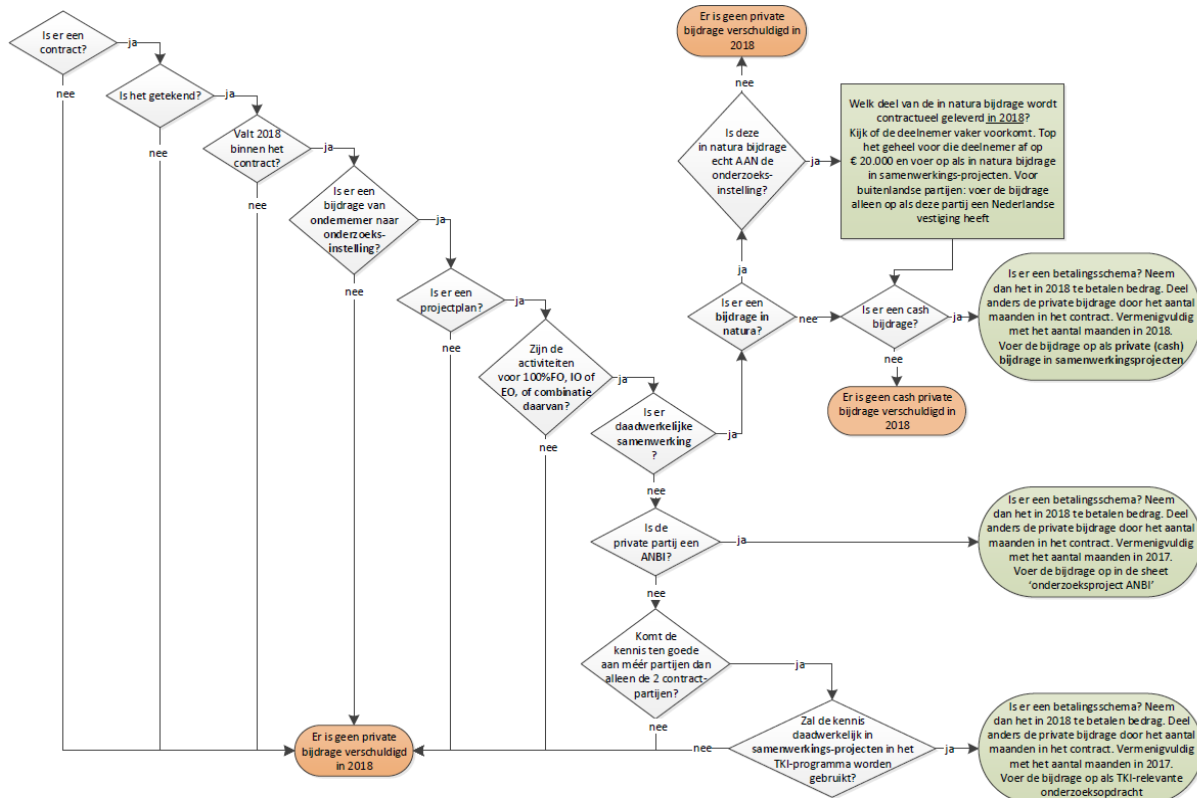 Is er een
contract?
ja
nee
Is het getekend?
ja
nee
Valt 2018
binnen het
contract?
ja
nee
Is er een
bijdrage van
ondernemer naar
onderzoeks-
instelling?
ja
nee
Is er een
projectplan?
ja
nee
Zijn de
activiteiten
voor 100%FO, IO of
EO, of combinatie
daarvan?
ja
nee
Is er
daadwerkelijke
samenwerking
?
ja
nee
Is er een
bijdrage in
natura?
ja
nee
Is deze
in natura bijdrage
echt AAN de
onderzoeks-
instelling?
nee
ja
Er is geen private
bijdrage verschuldigd in
2018
Welk deel van de in natura bijdrage wordt
contractueel geleverd in 2018?
Kijk of de deelnemer vaker voorkomt. Top
het geheel voor die deelnemer af op
€ 20.000 en voer op als in natura bijdrage
in samenwerkings-projecten. Voor
buitenlandse partijen: voer de bijdrage
alleen op als deze partij een Nederlandse
vestiging heeft
Is er een cash
bijdrage?
ja
nee
Er is geen cash private
bijdrage verschuldigd in
2018
Is er een betalingsschema? Neem
dan het in 2018 te betalen bedrag. Deel
anders de private bijdrage door het aantal
maanden in het contract. Vermenigvuldig
met het aantal maanden in 2018.
Voer de bijdrage op als private (cash)
bijdrage in samenwerkingsprojecten
Is de
private partij een
ANBI?
ja
nee
Is er een betalingsschema? Neem
dan het in 2018 te betalen bedrag. Deel
anders de private bijdrage door het aantal
maanden in het contract. Vermenigvuldig
met het aantal maanden in 2017.
Voer de bijdrage op in de sheet
‘onderzoeksproject ANBI’
Komt de
kennis ten goede
aan méér partijen dan
alleen de 2 contract-
partijen?
ja
nee
Zal de kennis
daadwerkelijk in
samenwerkings-projecten in het
TKI-programma worden
gebruikt?
nee
ja
Er is geen private
bijdrage verschuldigd
in 2018
Is er een betalingsschema? Neem
dan het in 2018 te betalen bedrag. Deel
anders de private bijdrage door het aantal
maanden in het contract. Vermenigvuldig
met het aantal maanden in 2017.
Voer de bijdrage op als TKI-relevante
onderzoeksopdracht